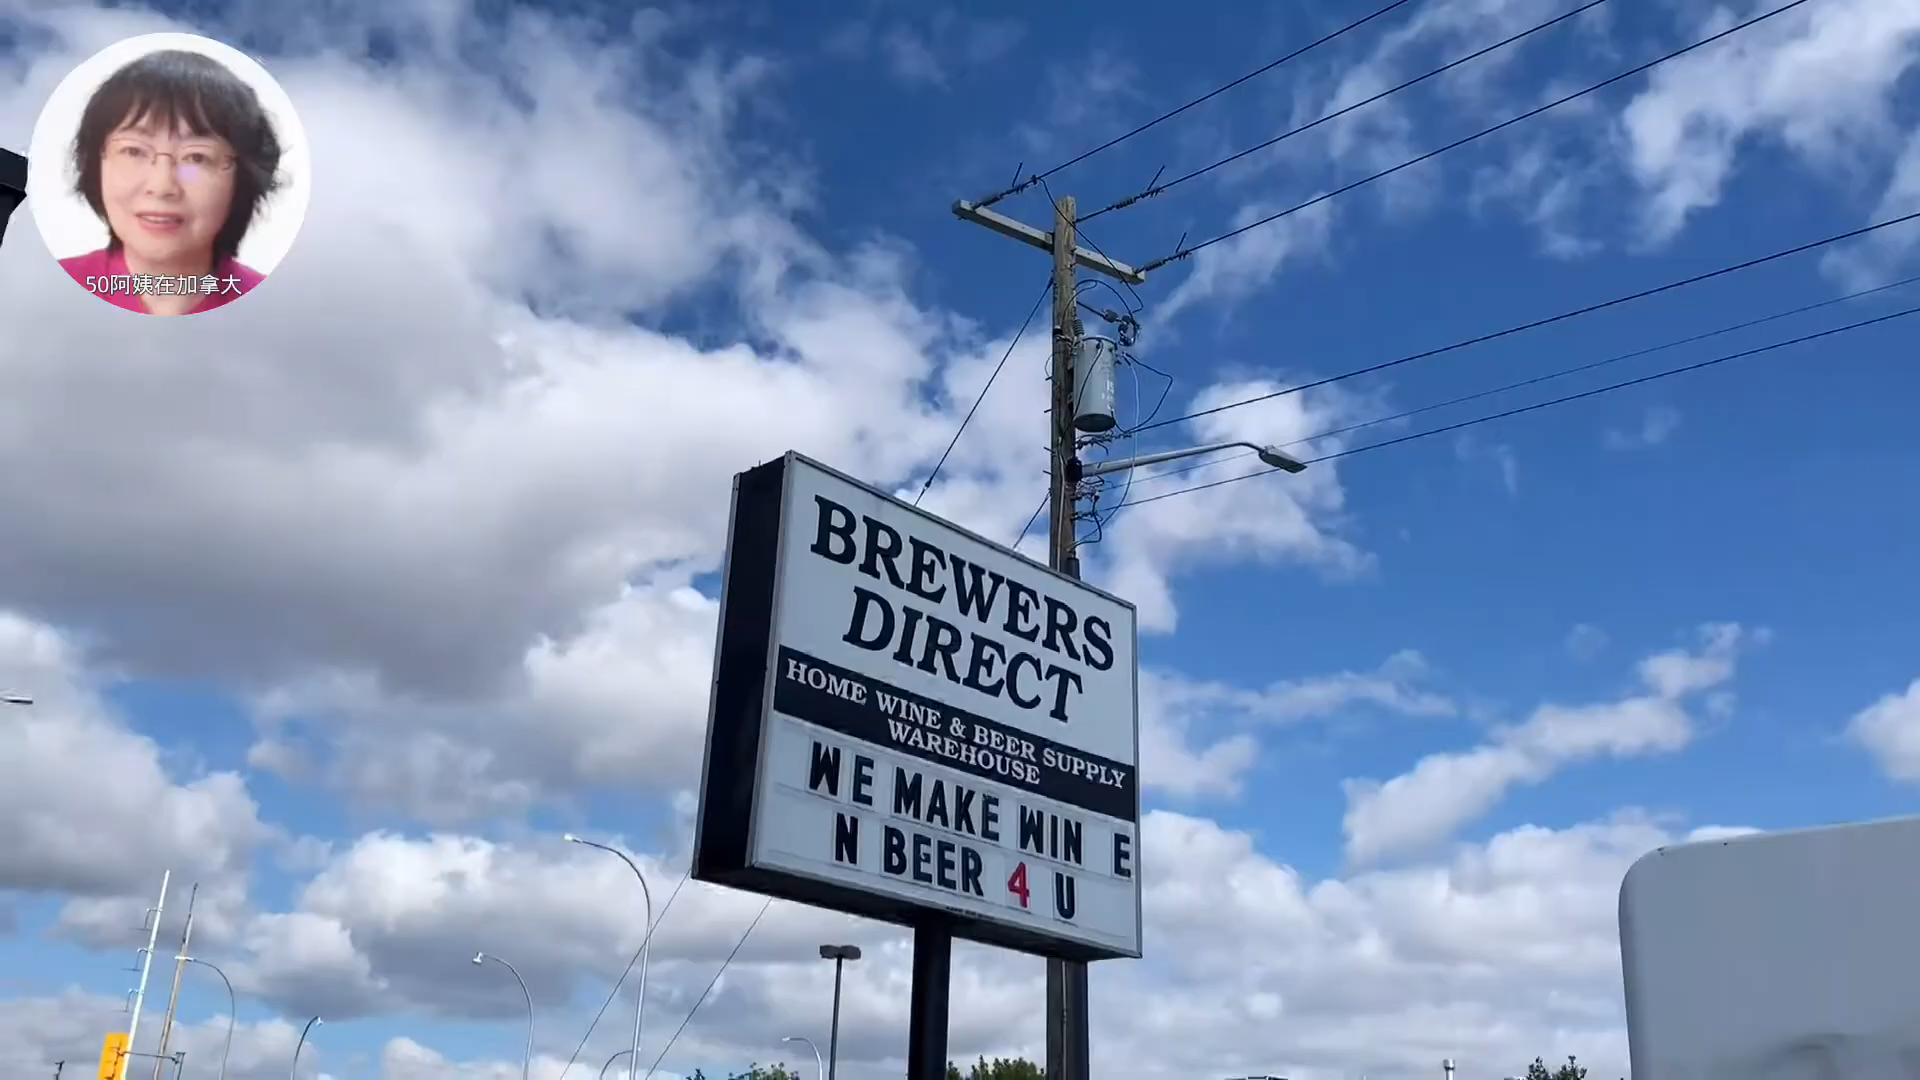 50阿姨在加拿大
BREWERS
DIRECT
HOME WINE & BEER SUPPLY
WAREHOUSE
WE MAKE WIN E
N BEER 4 U